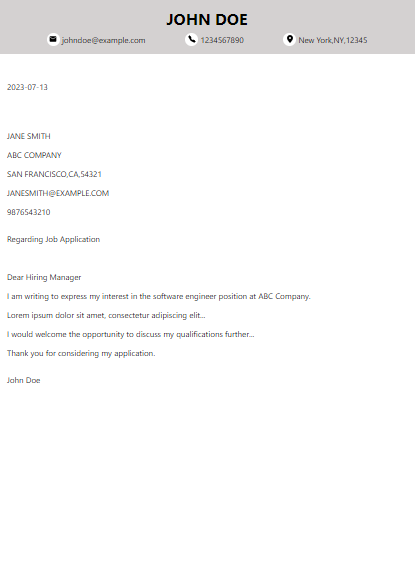 JOHN DOE
johndoe@example.com 1234567890 New York,NY,12345
2023-07-13
JANE SMITH
ABC COMPANY
SAN FRANCISCO,CA,54321
JANESMITH@EXAMPLE.COM
9876543210
Regarding Job Application
Dear Hiring Manager
I am writing to express my interest in the software engineer position at ABC Company.
Lorem ipsum dolor sit amet, consectetur adipiscing elit...
I would welcome the opportunity to discuss my qualifications further...
Thank you for considering my application.
John Doe